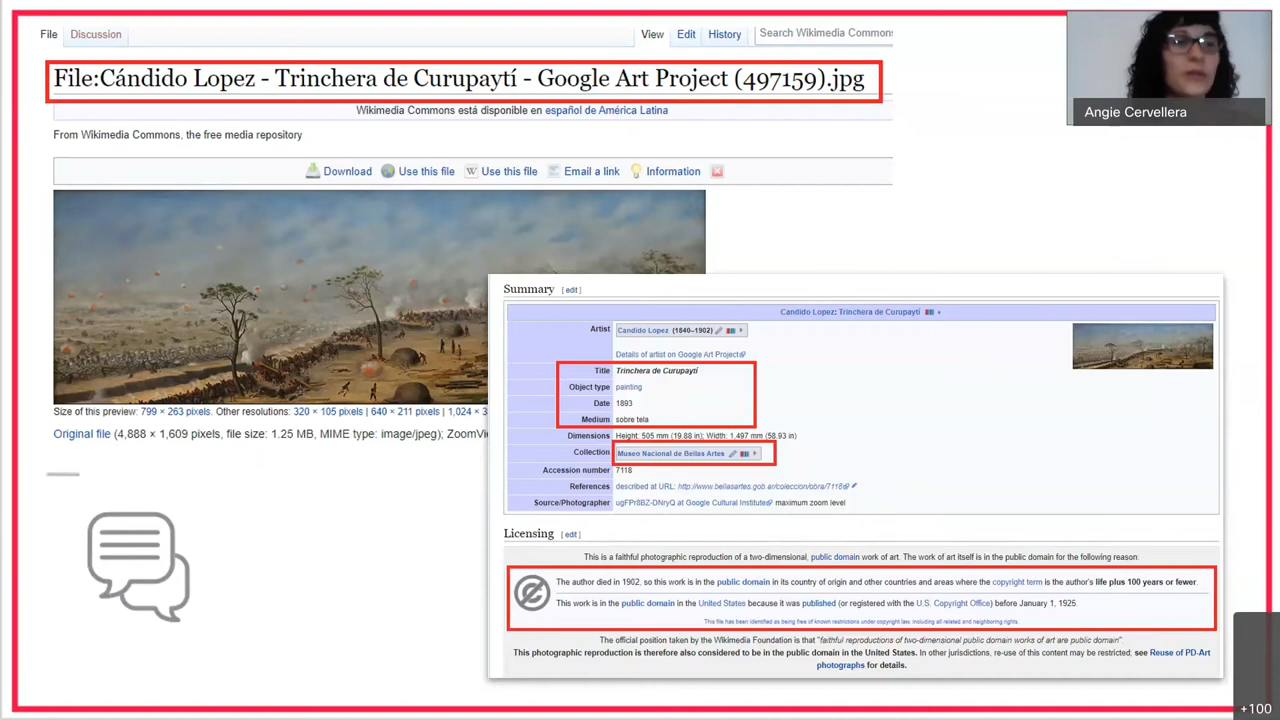 File Discussion View Edit History Search Wikimedia Commons
File:Cándido Lopez - Trinchera de Curupaytí - Google Art Project (497159).jpg
Wikimedia Commons está disponible en español de América Latina
From Wikimedia Commons, the free media repository
Download Use this file W Use this file Email a link Information
Size of this preview: 799 × 263 pixels. Other resolutions: 320 × 105 pixels | 640 × 211 pixels | 1,024 × 3
Original file (4,888 × 1,609 pixels, file size: 1.25 MB, MIME type: image/jpeg); ZoomVi
Angie Cervellera
Summary [ edit ]
Candido Lopez: Trinchera de Curupaytí
Artist Candido Lopez (1840–1902)
Details of artist on Google Art Project
Title Trinchera de Curupaytí
Object type painting
Date 1893
Medium sobre tela
Dimensions Height: 505 mm (19.88 in); Width: 1,497 mm (58.93 in)
Collection Museo Nacional de Bellas Artes
Accession number 7118
References described at URL: http://www.bellasartes.gob.ar/coleccion/obra/7118
Source/Photographer ugFPr8BZ-DNryQ at Google Cultural Institute maximum zoom level
Licensing [ edit ]
This is a faithful photographic reproduction of a two-dimensional, public domain work of art. The work of art itself is in the public domain for the following reason:
The author died in 1902, so this work is in the public domain in its country of origin and other countries and areas where the copyright term is the author's life plus 100 years or fewer.
This work is in the public domain in the United States because it was published (or registered with the U.S. Copyright Office) before January 1, 1925.
This file has been identified as being free of known restrictions under copyright law, including all related and neighboring rights.
The official position taken by the Wikimedia Foundation is that "faithful reproductions of two-dimensional public domain works of art are public domain".
This photographic reproduction is therefore also considered to be in the public domain in the United States. In other jurisdictions, re-use of this content may be restricted; see Reuse of PD-Art
photographs for details.
+100